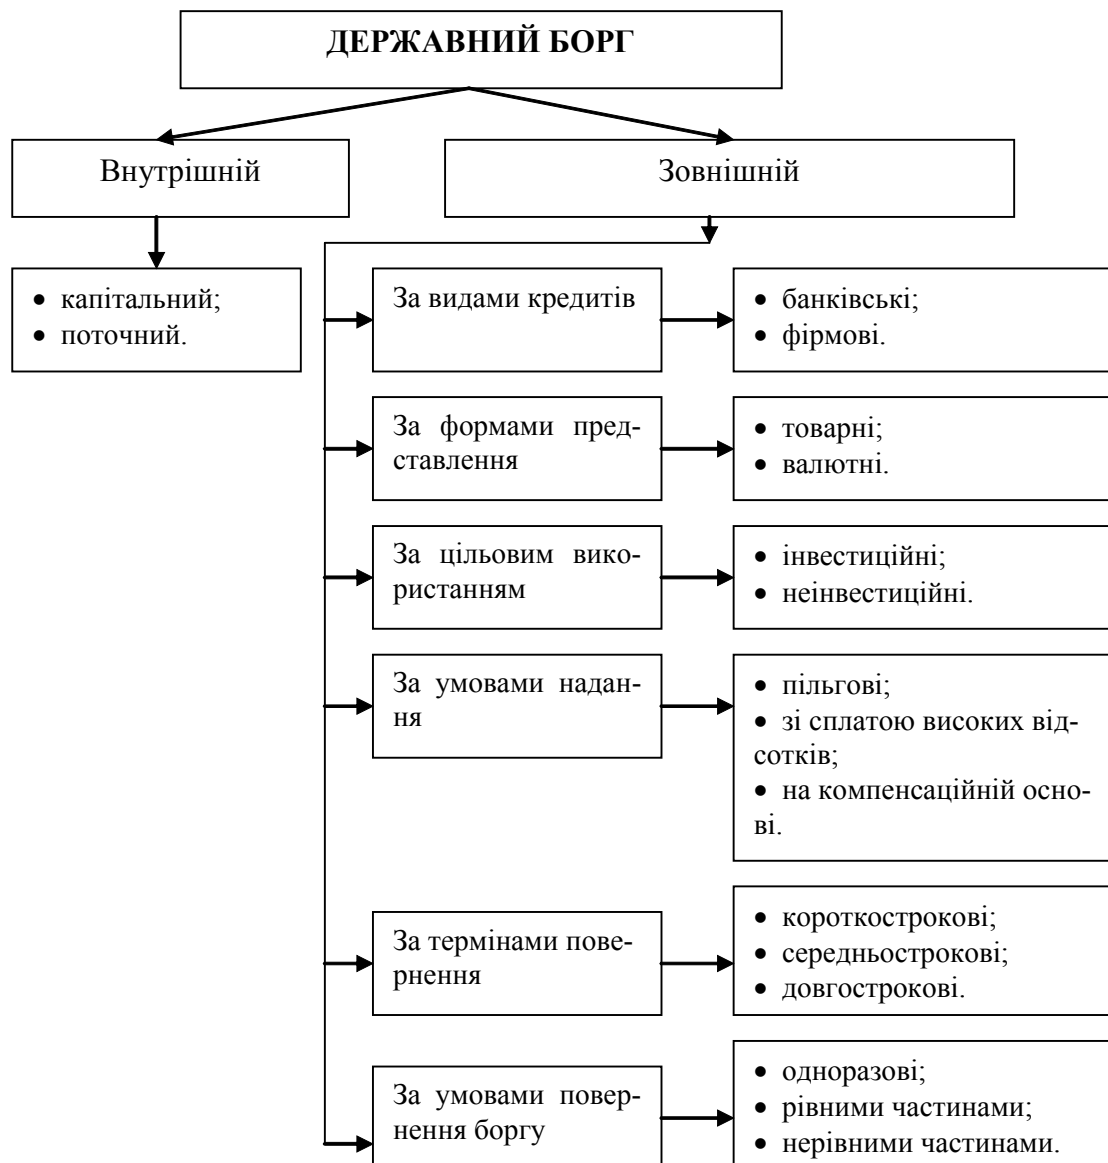 ДЕРЖАВНИЙ БОРГ
Внутрішній
Зовнішній
• капітальний;
• поточний.
За видами кредитів
• банківські;
• фірмові.
За формами пред-
ставлення
• товарні;
• валютні.
За цільовим вико-
ристанням
• інвестиційні;
• неінвестиційні.
За умовами надан-
ня
• пільгові;
• зі сплатою високих від-
сотків;
• на компенсаційній осно-
ві.
За термінами пове-
рнення
• короткострокові;
• середньострокові;
• довгострокові.
За умовами повер-
нення боргу
• одноразові;
• рівними частинами;
• нерівними частинами.